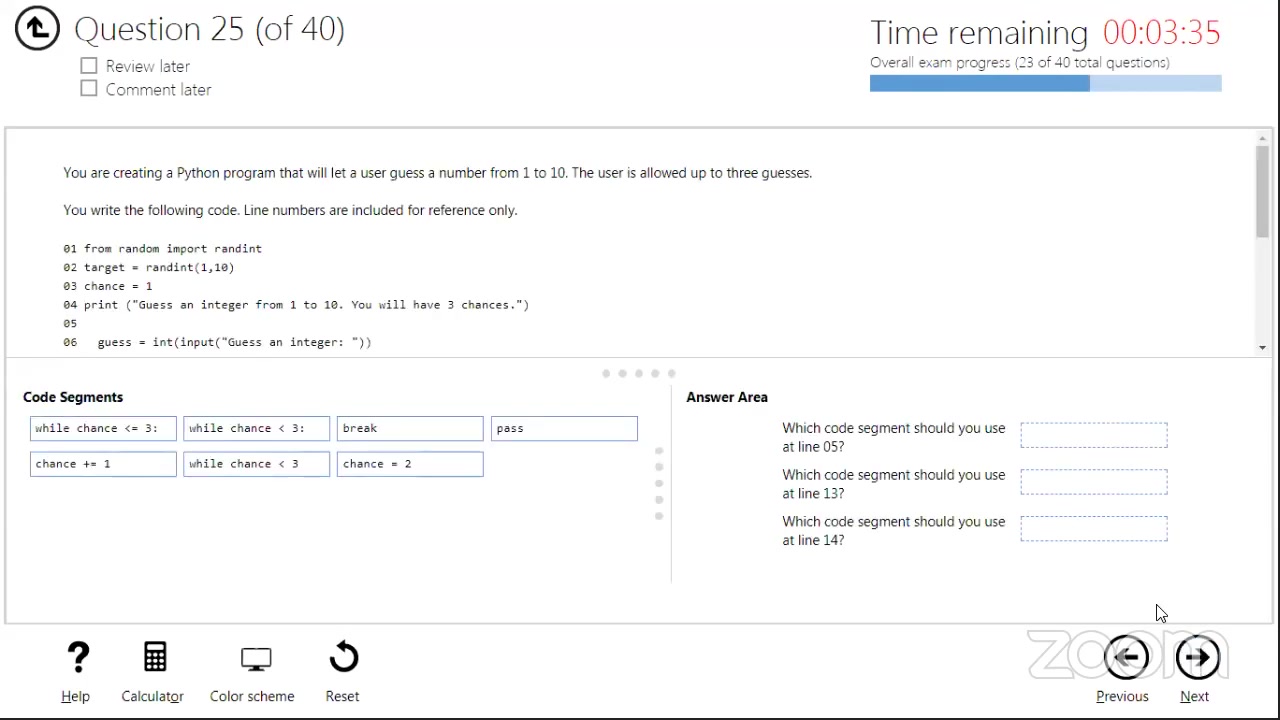 Question 25 (of 40)
Review later
Comment later
Time remaining 00:03:35
Overall exam progress (23 of 40 total questions)
You are creating a Python program that will let a user guess a number from 1 to 10. The user is allowed up to three guesses.
You write the following code. Line numbers are included for reference only.
01 from random import randint
02 target = randint(1,10)
03 chance = 1
04 print ("Guess an integer from 1 to 10. You will have 3 chances.")
05
06 guess = int(input("Guess an integer: "))
Code Segments
while chance <= 3:
while chance < 3:
break
pass
chance += 1
while chance < 3
chance = 2
Answer Area
Which code segment should you use
at line 05?
Which code segment should you use
at line 13?
Which code segment should you use
at line 14?
Help
Calculator
Color scheme
Reset
zoom
Previous
Next